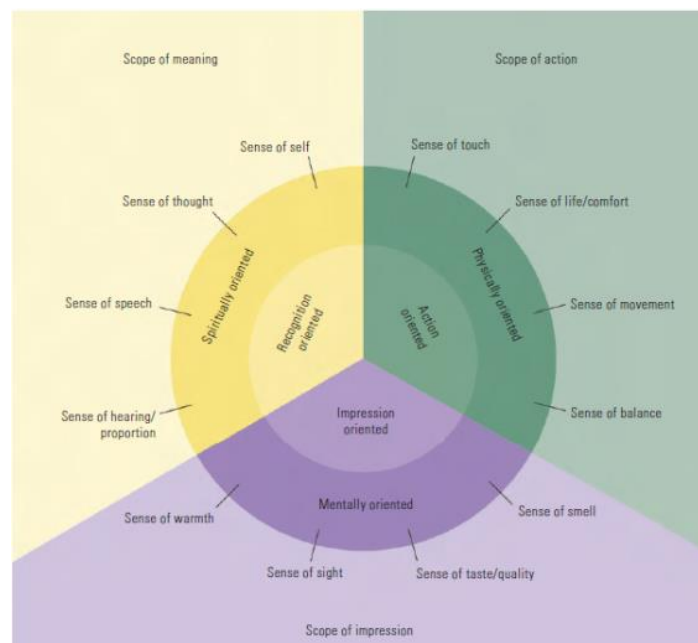 Scope of meaning
Scope of action
Sense of self
Sense of touch
Sense of thought
Sense of life/comfort
Spiritually oriented
Recognition
oriented
Action
oriented
Physically oriented
Sense of speech
Sense of movement
Sense of hearing/
proportion
Impression
oriented
Sense of balance
Sense of warmth
Mentally oriented
Sense of smell
Sense of sight
Sense of taste/quality
Scope of impression